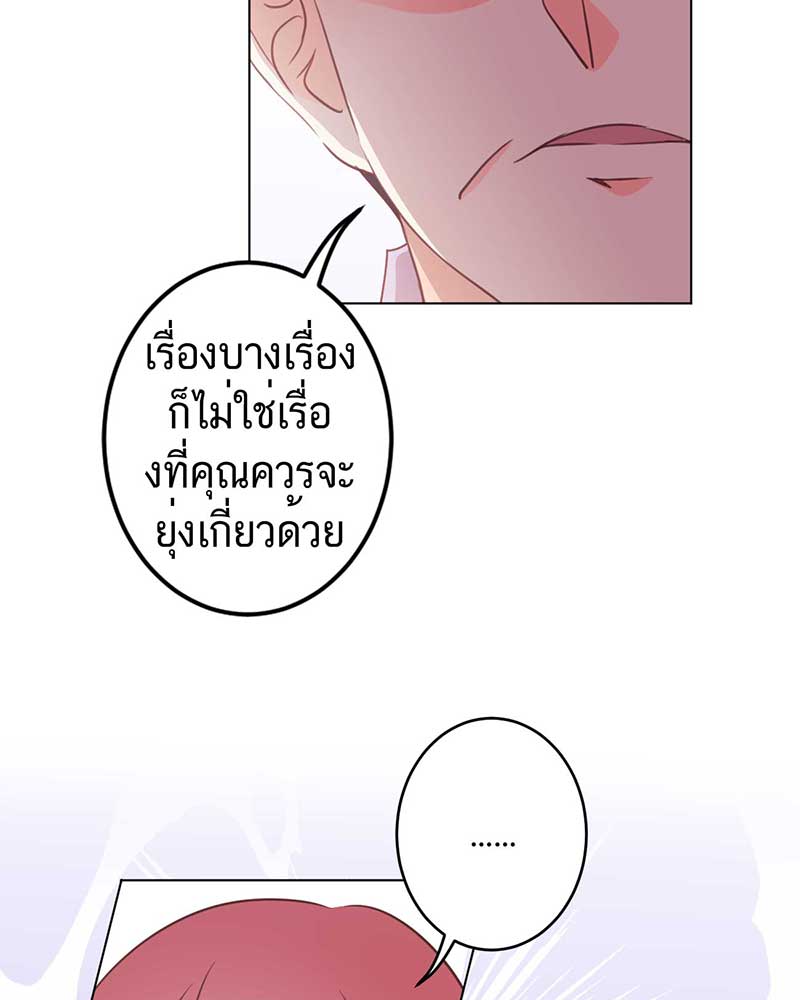 เรื่องบางเรื่อง
ก็ไม่ใช่เรื่อ
งที่คุณควรจะ
ยุ่งเกี่ยวด้วย
......